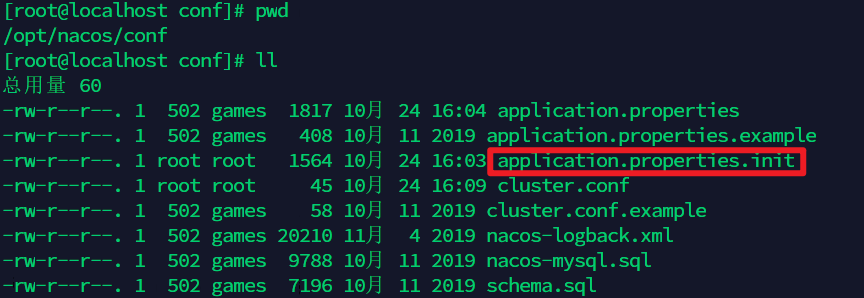 [root@localhost conf]# pwd
/opt/nacos/conf
[root@localhost conf]# ll
总用量 60
-rw-r--r--. 1  502 games  1817 10月 24 16:04 application.properties
-rw-r--r--. 1  502 games   408 10月 11 2019 application.properties.example
-rw-r--r--. 1 root root   1564 10月 24 16:03 application.properties.init
-rw-r--r--. 1 root root     45 10月 24 16:09 cluster.conf
-rw-r--r--. 1  502 games    58 10月 11 2019 cluster.conf.example
-rw-r--r--. 1  502 games 20210 11月  4 2019 nacos-logback.xml
-rw-r--r--. 1  502 games  9788 10月 11 2019 nacos-mysql.sql
-rw-r--r--. 1  502 games  7196 10月 11 2019 schema.sql